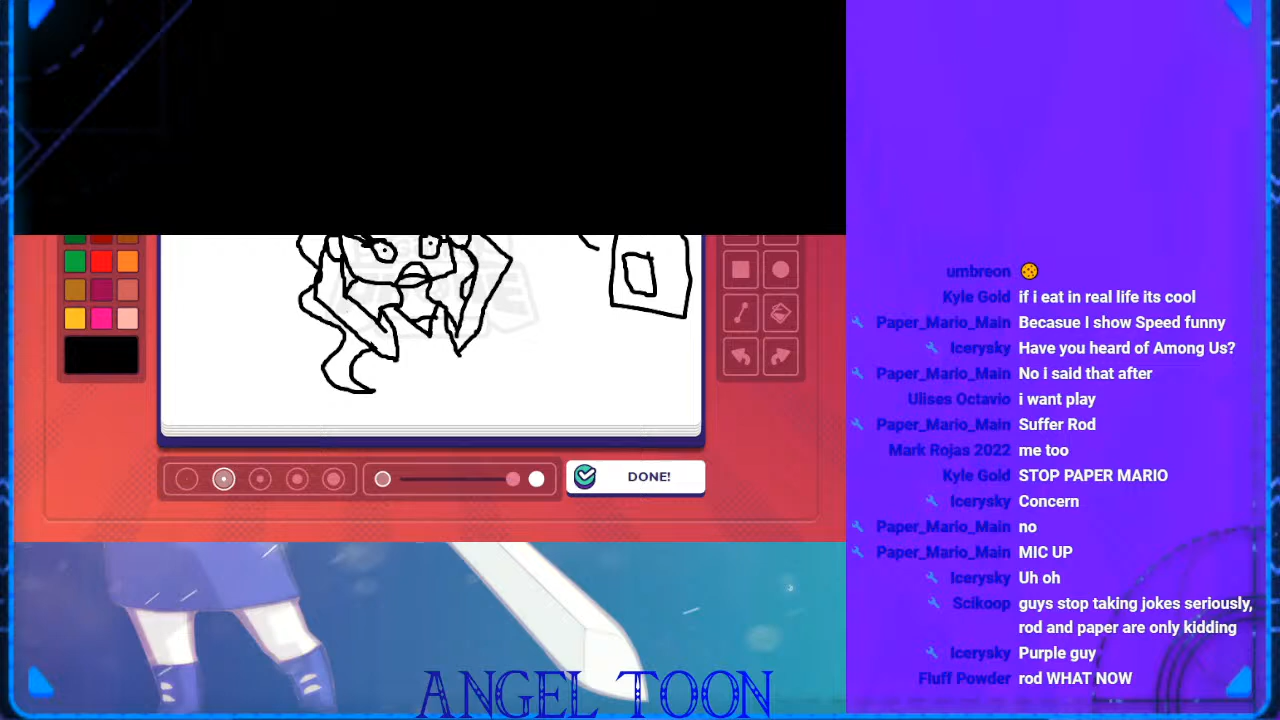 umbreon
Kyle Gold if i eat in real life its cool
Paper_Mario_Main Becasue I show Speed funny
Icerysky Have you heard of Among Us?
Paper_Mario_Main No i said that after
Ulises Octavio i want play
Paper_Mario_Main Suffer Rod
Mark Rojas 2022 me too
Kyle Gold STOP PAPER MARIO
Icerysky Concern
Paper_Mario_Main no
Paper_Mario_Main MIC UP
Icerysky Uh oh
Scikoop guys stop taking jokes seriously,
rod and paper are only kidding
Icerysky Purple guy
Fluff Powder rod WHAT NOW
DONE!
ANGEL TOON